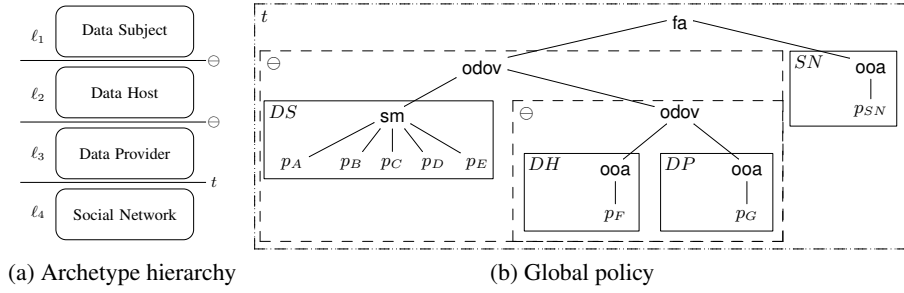 ℓ₁ Data Subject
⊖
ℓ₂ Data Host
⊖
ℓ₃ Data Provider
t
ℓ₄ Social Network
(a) Archetype hierarchy
t
fa
⊖
odov
SN
ooa
p_SN
DS
sm
p_A p_B p_C p_D p_E
⊖
odov
DH
ooa
p_F
DP
ooa
p_G
(b) Global policy